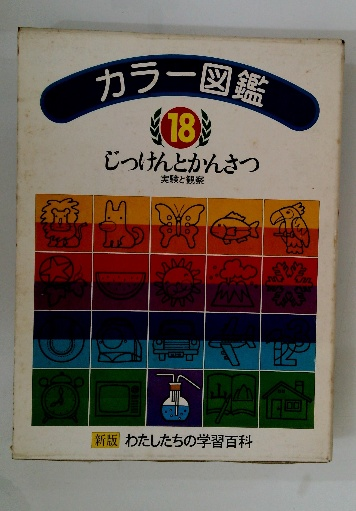 カラー図鑑
18
じっけんとかんさつ
実験と観察
新版 わたしたちの学習百科